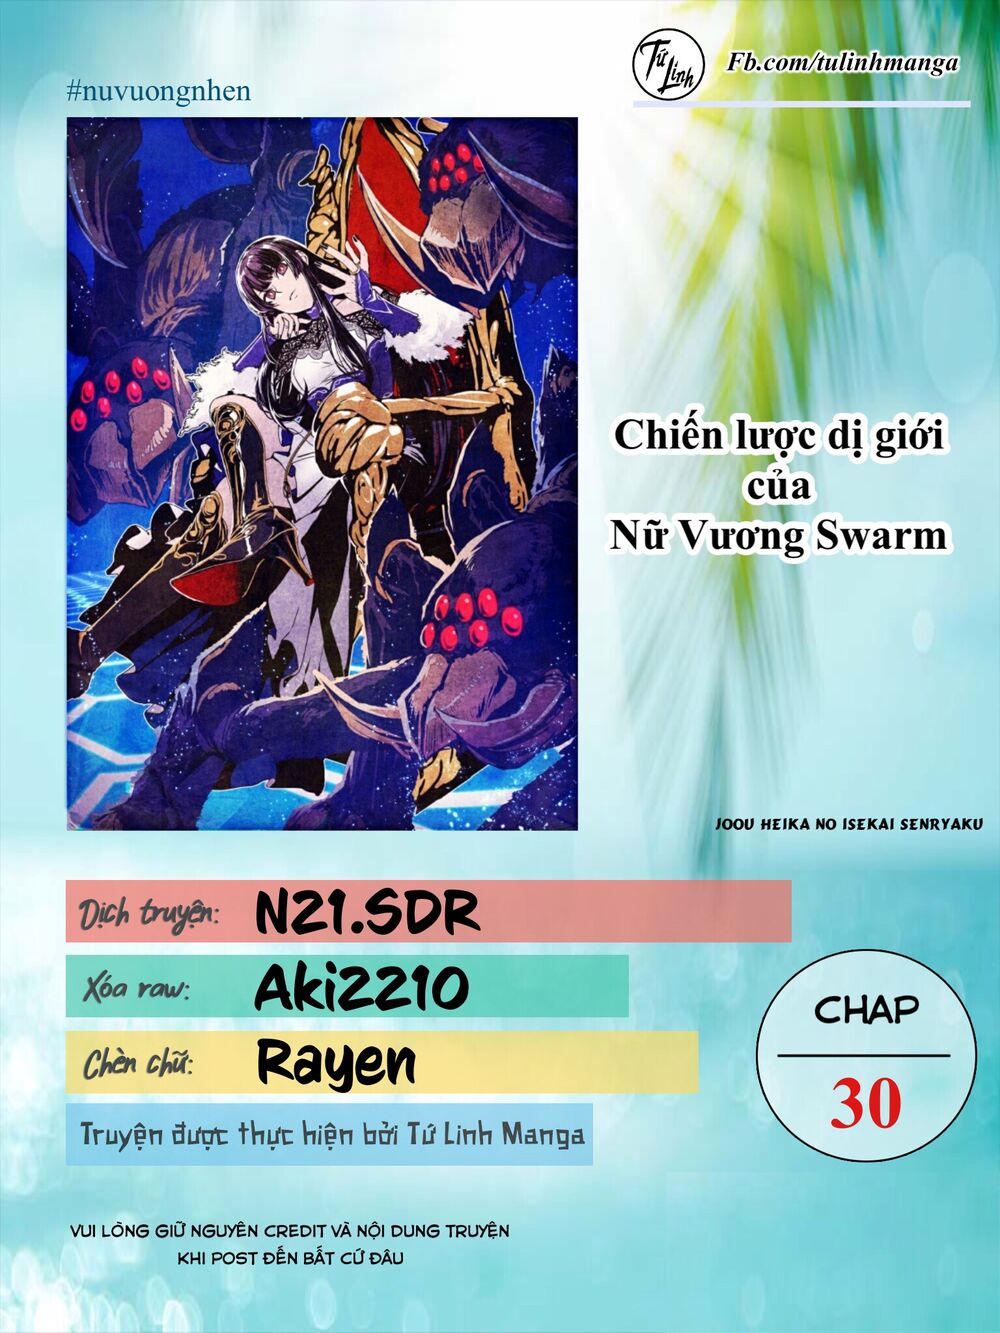 Tứ Linh
Fb.com/tulinhmanga
#nuvuongnhen
Chiến lược dị giới
của
Nữ Vương Swarm
JOOU HEIKA NO ISEKAI SENRYAKU
Dịch truyện: N21.SDR
Xóa raw: Aki2210
Chèn chữ: Rayen
Truyện được thực hiện bởi Tứ Linh Manga
CHAP
30
VUI LÒNG GIỮ NGUYÊN CREDIT VÀ NỘI DUNG TRUYỆN
KHI POST ĐẾN BẤT CỨ ĐÂU